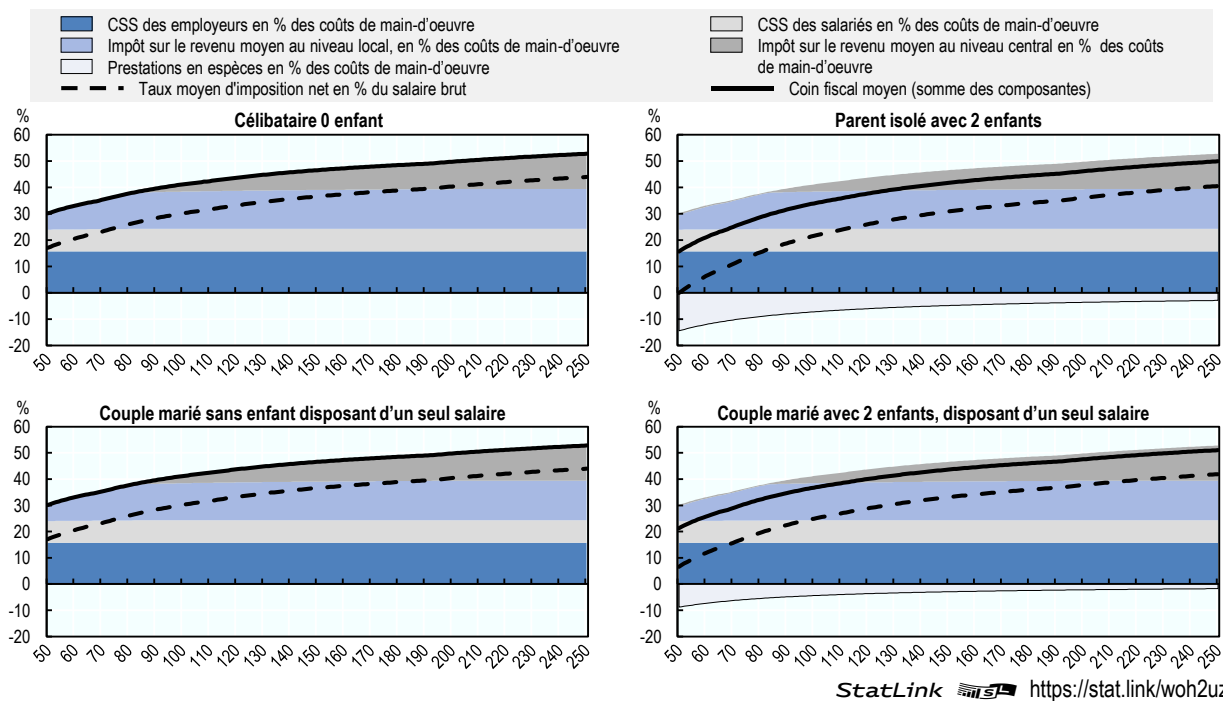 CSS des employeurs en % des coûts de main-d'oeuvre
CSS des salariés en % des coûts de main-d'oeuvre
Impôt sur le revenu moyen au niveau local, en % des coûts de main-d'oeuvre
Impôt sur le revenu moyen au niveau central en % des coûts
de main-d'oeuvre
Prestations en espèces en % des coûts de main-d'oeuvre
Taux moyen d'imposition net en % du salaire brut
Coin fiscal moyen (somme des composantes)
%
Célibataire 0 enfant
60
50
40
30
20
10
0
-10
-20
50 60 70 80 90 100 110 120 130 140 150 160 170 180 190 200 210 220 230 240 250
%
Parent isolé avec 2 enfants
60
50
40
30
20
10
0
-10
-20
50 60 70 80 90 100 110 120 130 140 150 160 170 180 190 200 210 220 230 240 250
%
Couple marié sans enfant disposant d'un seul salaire
60
50
40
30
20
10
0
-10
-20
50 60 70 80 90 100 110 120 130 140 150 160 170 180 190 200 210 220 230 240 250
%
Couple marié avec 2 enfants, disposant d'un seul salaire
60
50
40
30
20
10
0
-10
-20
50 60 70 80 90 100 110 120 130 140 150 160 170 180 190 200 210 220 230 240 250
StatLink https://stat.link/woh2uz